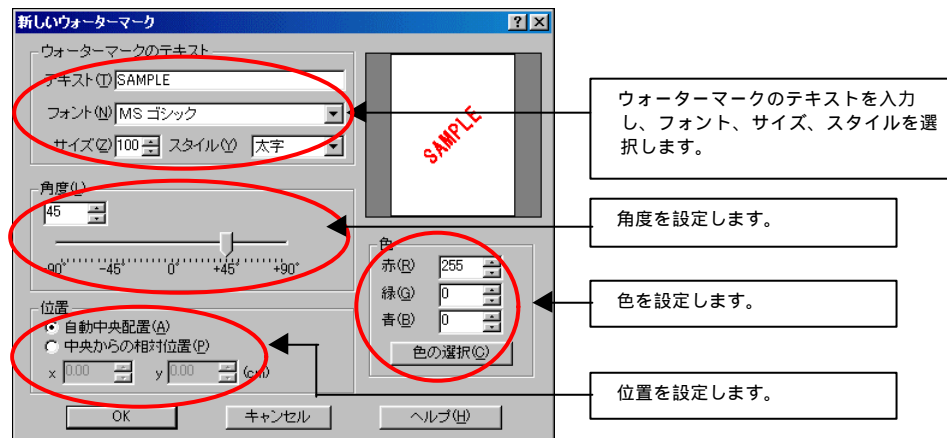 新しいウォーターマーク
ウォーターマークのテキスト
テキスト(T) SAMPLE
フォント(N) MS ゴシック
サイズ(Z) 100 スタイル(Y) 太字
SAMPLE
角度(L)
45
-90° -45° 0° +45° +90°
位置
自動中央配置(A)
中央からの相対位置(P)
x 0.00 y 0.00 (cm)
色
赤(R) 255
緑(G) 0
青(B) 0
色の選択(C)
OK キャンセル ヘルプ(H)
ウォーターマークのテキストを入力
し、フォント、サイズ、スタイルを選
択します。
角度を設定します。
色を設定します。
位置を設定します。